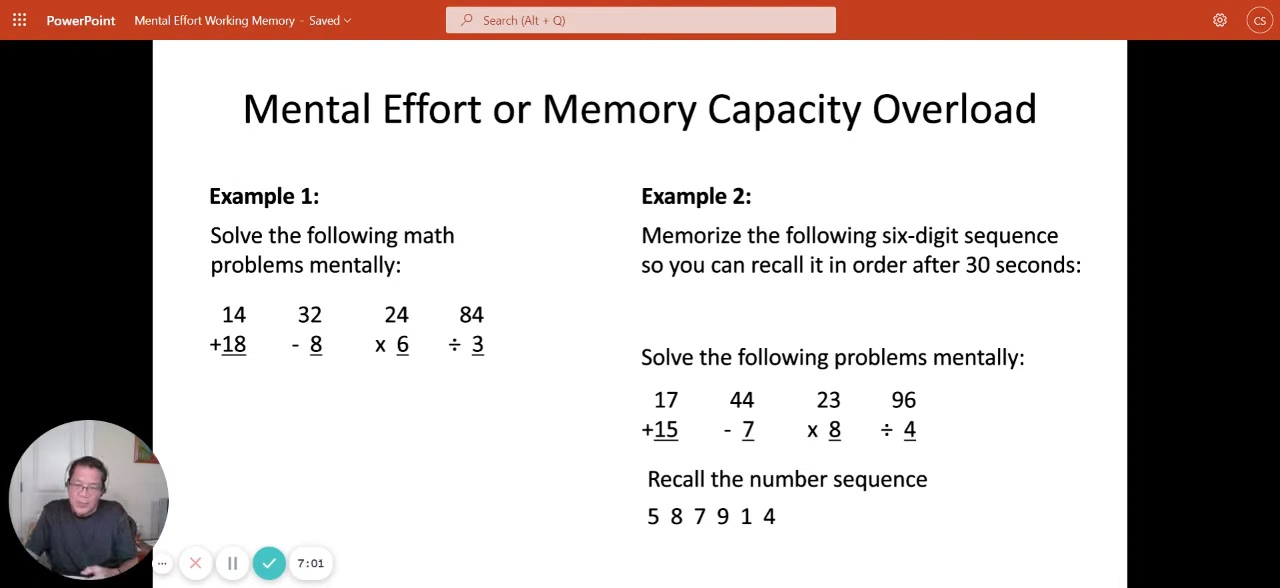 PowerPoint Mental Effort Working Memory - Saved Search (Alt + Q) CS
Mental Effort or Memory Capacity Overload
Example 1:
Solve the following math
problems mentally:
14 32 24 84
+18 - 8 x 6 ÷ 3
Example 2:
Memorize the following six-digit sequence
so you can recall it in order after 30 seconds:
Solve the following problems mentally:
17 44 23 96
+15 - 7 x 8 ÷ 4
Recall the number sequence
5 8 7 9 1 4
7:01